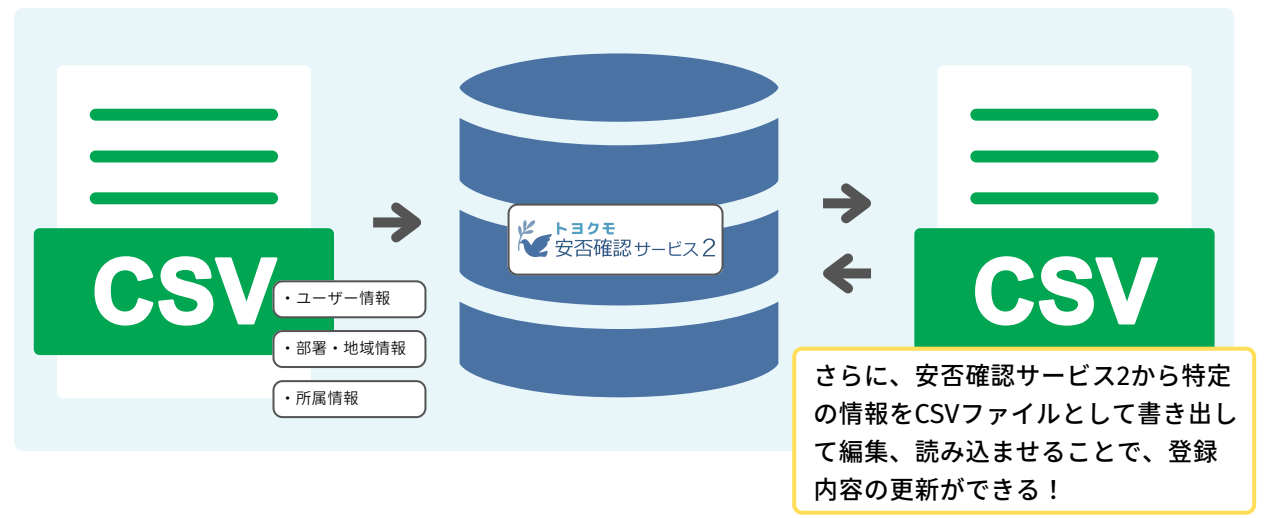 CSV
・ユーザー情報
・部署・地域情報
・所属情報
トヨクモ
安否確認サービス2
CSV
さらに、安否確認サービス2から特定
の情報をCSVファイルとして書き出し
て編集、読み込ませることで、登録
内容の更新ができる！